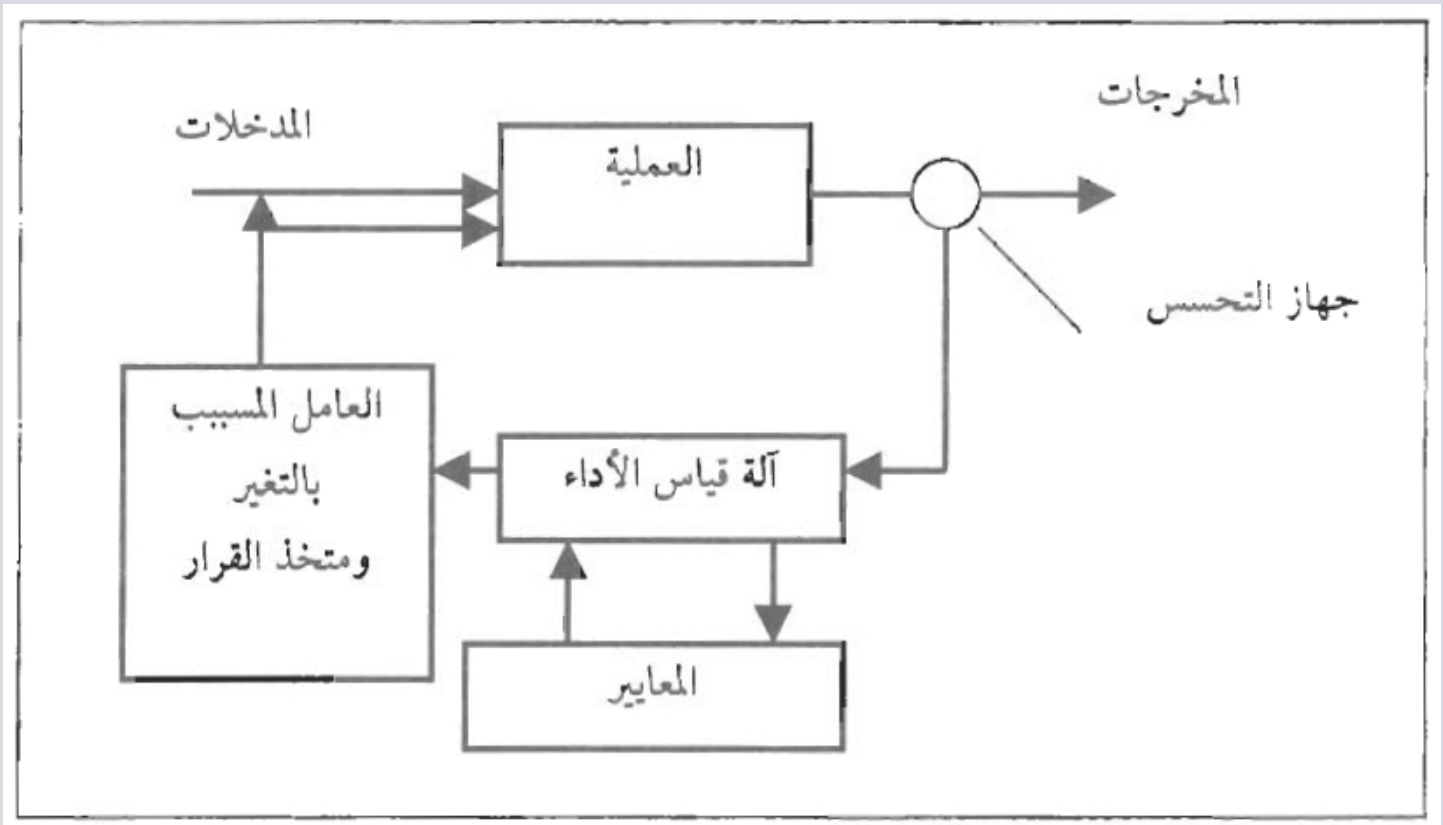 المخرجات
المدخلات
العملية
جهاز التحسس
العامل المسبب
بالتغير
ومتخذ القرار
آلة قياس الأداء
المعايير